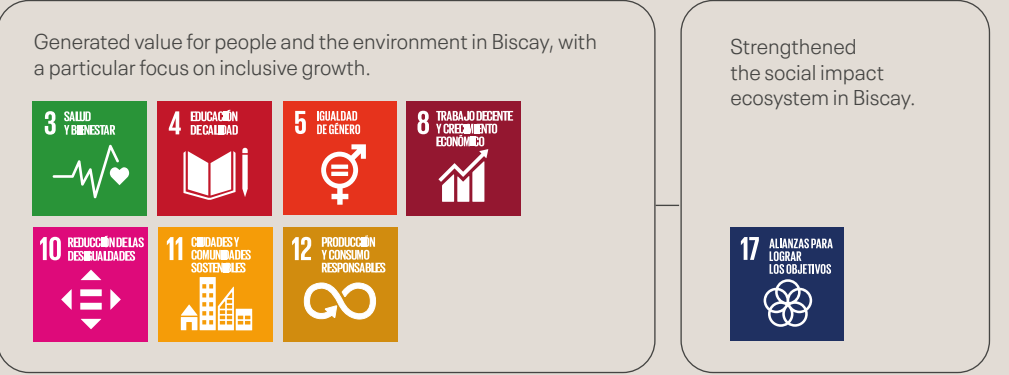 Generated value for people and the environment in Biscay, with
a particular focus on inclusive growth.
3 SALUD
Y BIENESTAR
4 EDUCACIÓN
DE CALIDAD
5 IGUALDAD
DE GÉNERO
8 TRABAJO DECENTE
Y CRECIMIENTO
ECONÓMICO
10 REDUCCIÓN DE LAS
DESIGUALDADES
11 CIUDADES Y
COMUNIDADES
SOSTENIBLES
12 PRODUCCIÓN
Y CONSUMO
RESPONSABLES
Strengthened
the social impact
ecosystem in Biscay.
17 ALIANZAS PARA
LOGRAR
LOS OBJETIVOS